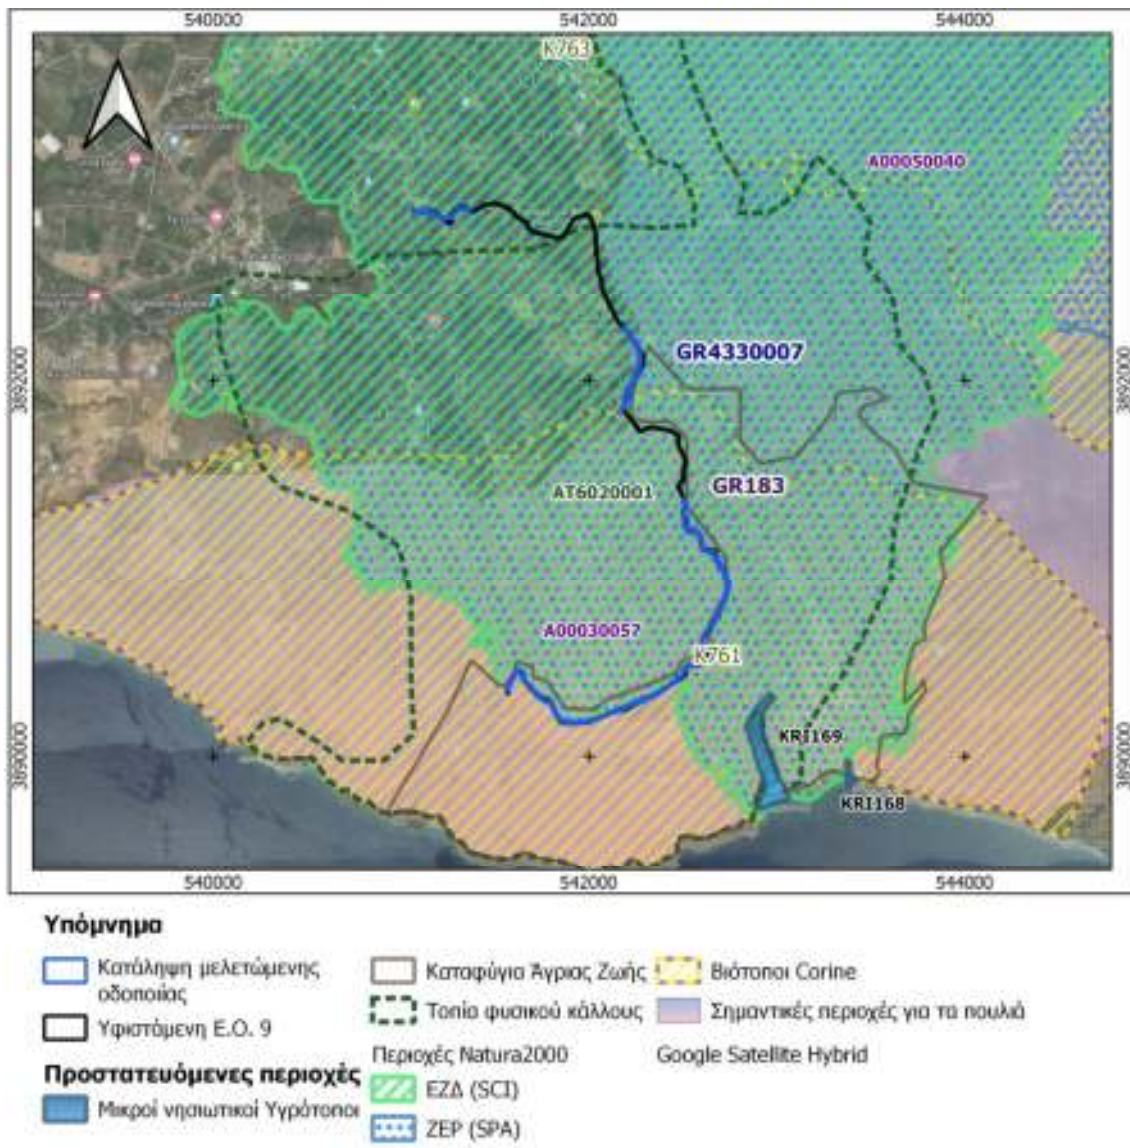 540000 542000 544000
K763
A00050040
3892000
GR4330007
3892000
GR183
AT6020001
A00030057
K761
3890000
KRI169
3890000
KRI168
540000 542000 544000
Υπόμνημα
Κατάληψη μελετώμενης
οδοποιίας
Υφιστάμενη Ε.Ο. 9
Προστατευόμενες περιοχές
Μικροί νησιωτικοί Υγρότοποι
Καταφύγια Άγριας Ζωής
Τοπία φυσικού κάλλους
Περιοχές Natura2000
ΕΖΔ (SCI)
ΖΕΡ (SPA)
Βιότοποι Corine
Σημαντικές περιοχές για τα πουλιά
Google Satellite Hybrid